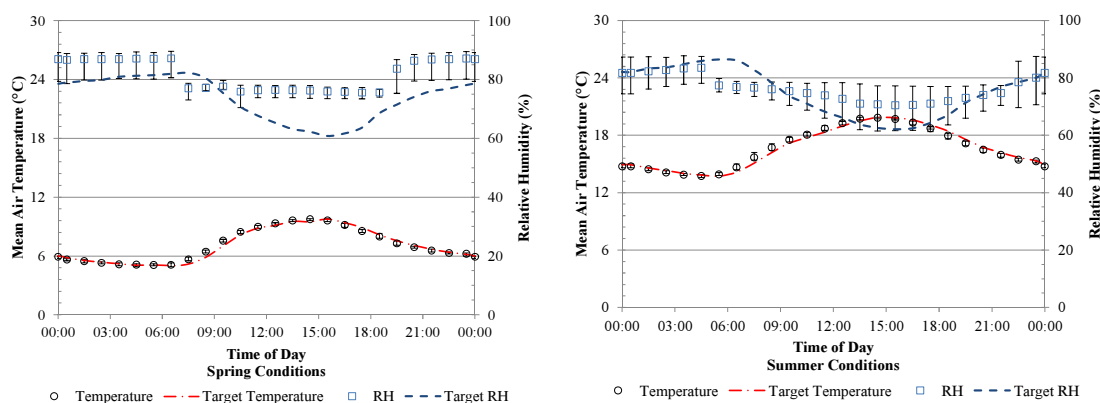 Mean Air Temperature (°C)
30
24
18
12
6
0
100
80
60
40
20
0
Relative Humidity (%)
00:00 03:00 06:00 09:00 12:00 15:00 18:00 21:00 00:00
Time of Day
Spring Conditions
Temperature Target Temperature RH Target RH
Mean Air Temperature (°C)
30
24
18
12
6
0
100
80
60
40
20
0
Relative Humidity (%)
00:00 03:00 06:00 09:00 12:00 15:00 18:00 21:00 00:00
Time of Day
Summer Conditions
Temperature Target Temperature RH Target RH